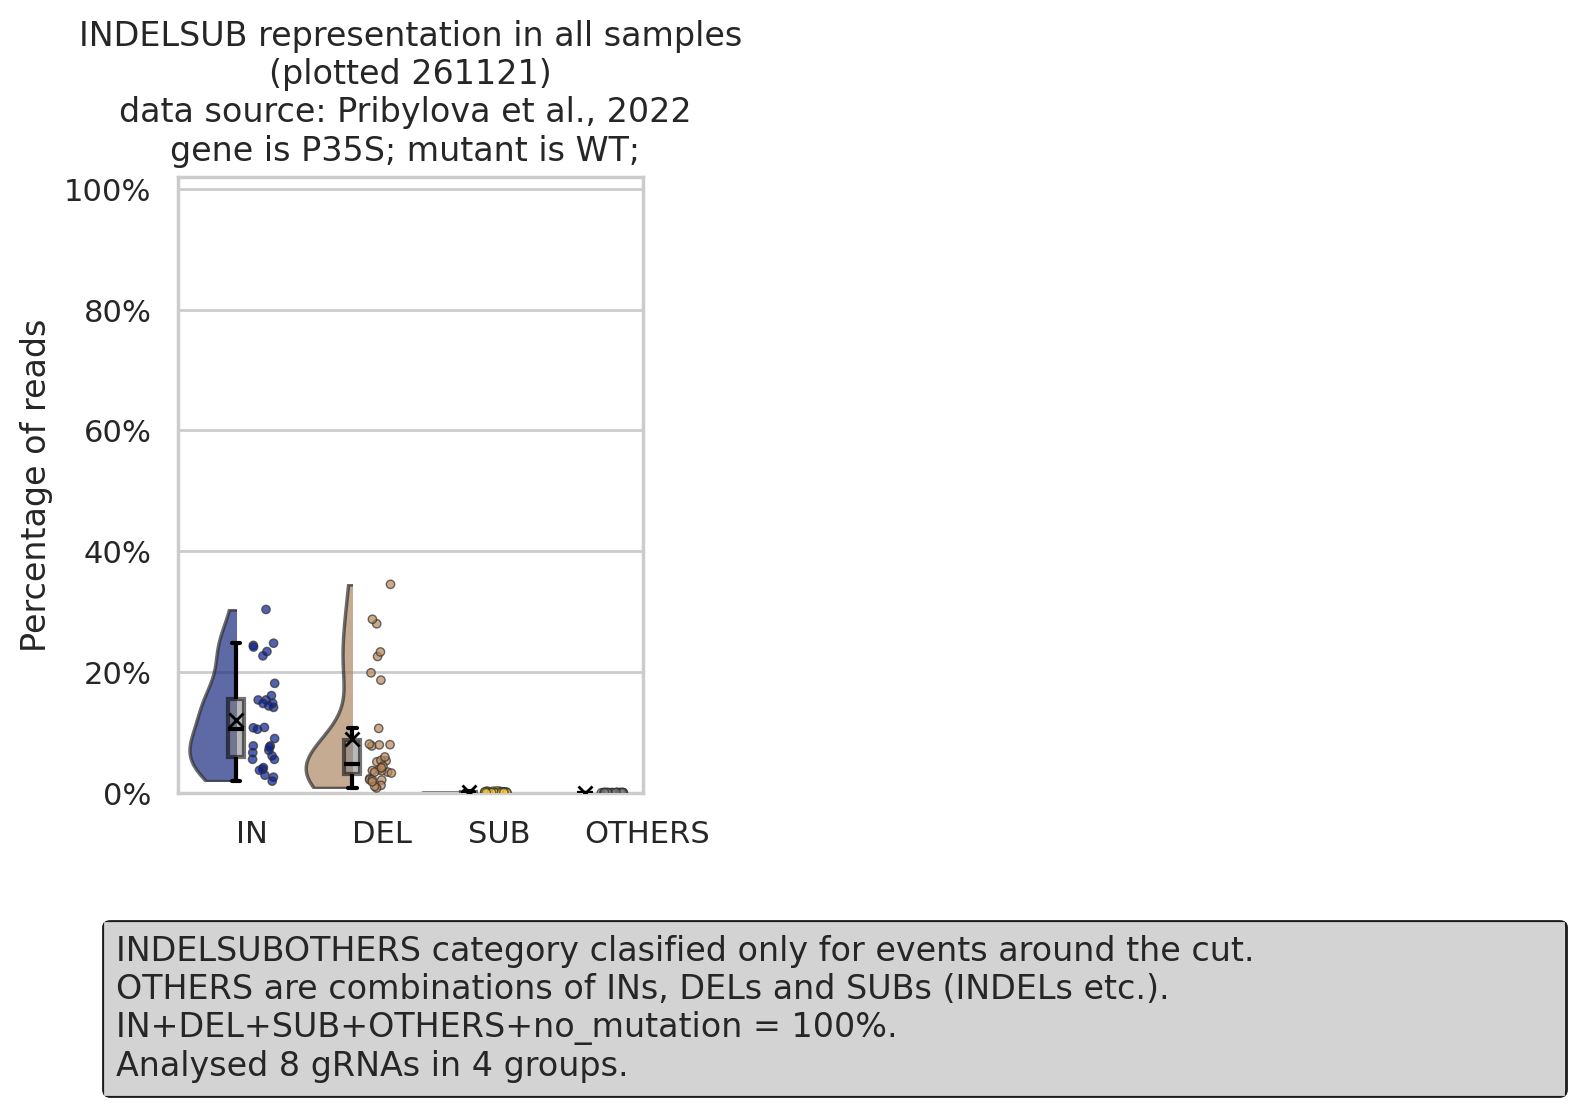 INDELSUB representation in all samples
(plotted 261121)
data source: Pribylova et al., 2022
gene is P35S; mutant is WT;
100%
80%
60%
40%
20%
0%
Percentage of reads
IN DEL SUB OTHERS
INDELSUBOTHERS category clasified only for events around the cut.
OTHERS are combinations of INs, DELs and SUBs (INDELs etc.).
IN+DEL+SUB+OTHERS+no_mutation = 100%.
Analysed 8 gRNAs in 4 groups.